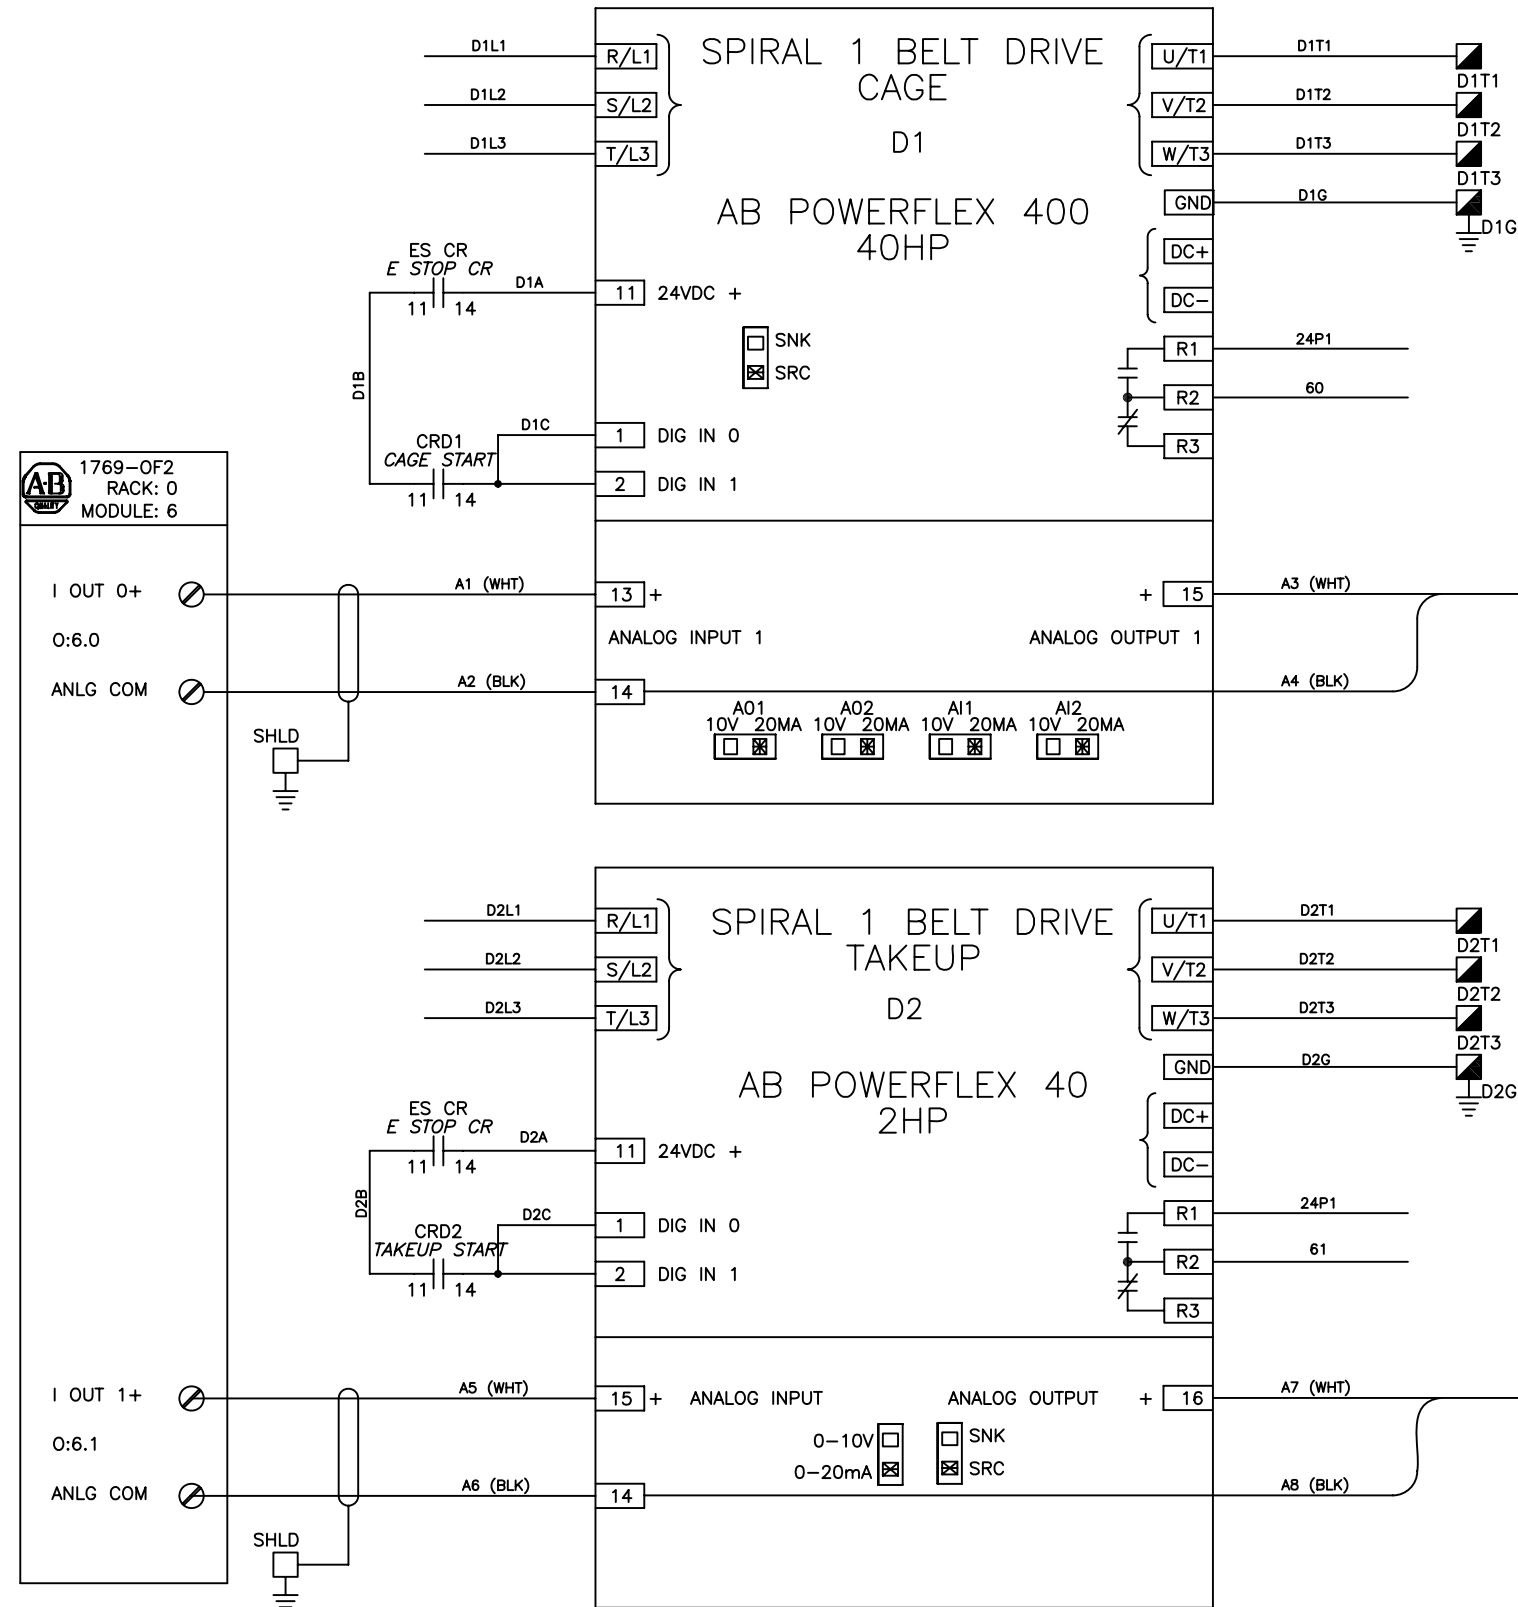 D1L1
R/L1
SPIRAL 1 BELT DRIVE
U/T1
D1T1
D1T1
D1L2
S/L2
CAGE
V/T2
D1T2
D1T2
D1L3
T/L3
D1
W/T3
D1T3
D1T3
GND
D1G
D1G
AB POWERFLEX 400
40HP
DC+
DC-
ES CR
E STOP CR
11 14
D1A
11
24VDC +
SNK
SRC
R1
24P1
R2
60
R3
D1B
D1C
1
DIG IN 0
CRD1
CAGE START
11 14
2
DIG IN 1
A-B
QUALITY
1769-OF2
RACK: 0
MODULE: 6
I OUT 0+
A1 (WHT)
13
+
+
15
A3 (WHT)
O:6.0
ANALOG INPUT 1
ANALOG OUTPUT 1
ANLG COM
A2 (BLK)
14
A4 (BLK)
SHLD
AO1
10V 20MA
AO2
10V 20MA
AI1
10V 20MA
AI2
10V 20MA
D2L1
R/L1
SPIRAL 1 BELT DRIVE
U/T1
D2T1
D2T1
D2L2
S/L2
TAKEUP
V/T2
D2T2
D2T2
D2L3
T/L3
D2
W/T3
D2T3
D2T3
GND
D2G
D2G
AB POWERFLEX 40
2HP
DC+
DC-
ES CR
E STOP CR
11 14
D2A
11
24VDC +
R1
24P1
R2
61
R3
D2B
D2C
1
DIG IN 0
CRD2
TAKEUP START
11 14
2
DIG IN 1
I OUT 1+
A5 (WHT)
15
+
ANALOG INPUT
ANALOG OUTPUT
+
16
A7 (WHT)
O:6.1
0-10V
0-20mA
SNK
SRC
ANLG COM
A6 (BLK)
14
A8 (BLK)
SHLD